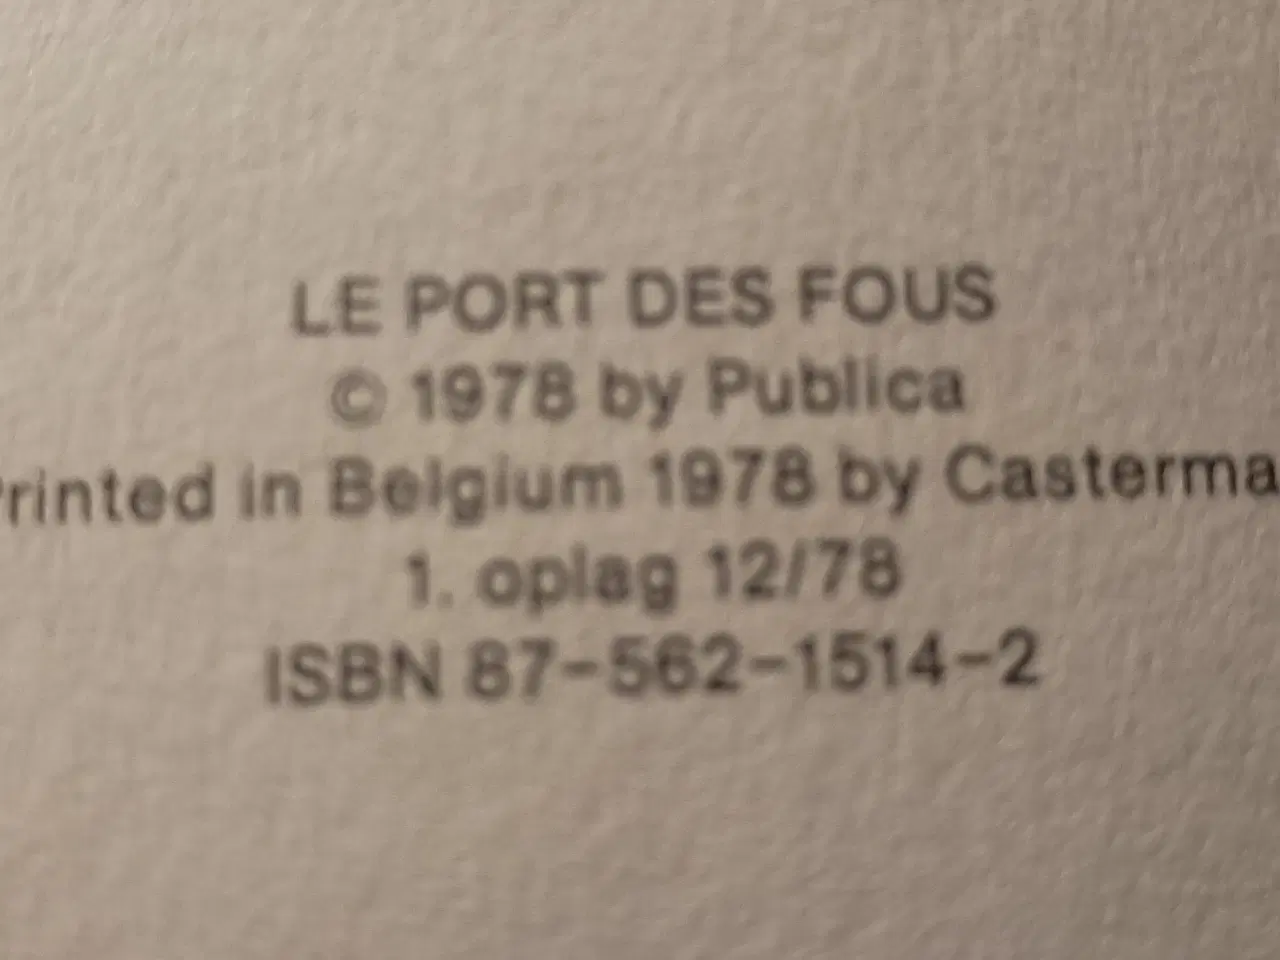 LE PORT DES FOUS
© 1978 by Publica
Printed in Belgium 1978 by Casterma
1. oplag 12/78
ISBN 87-562-1514-2